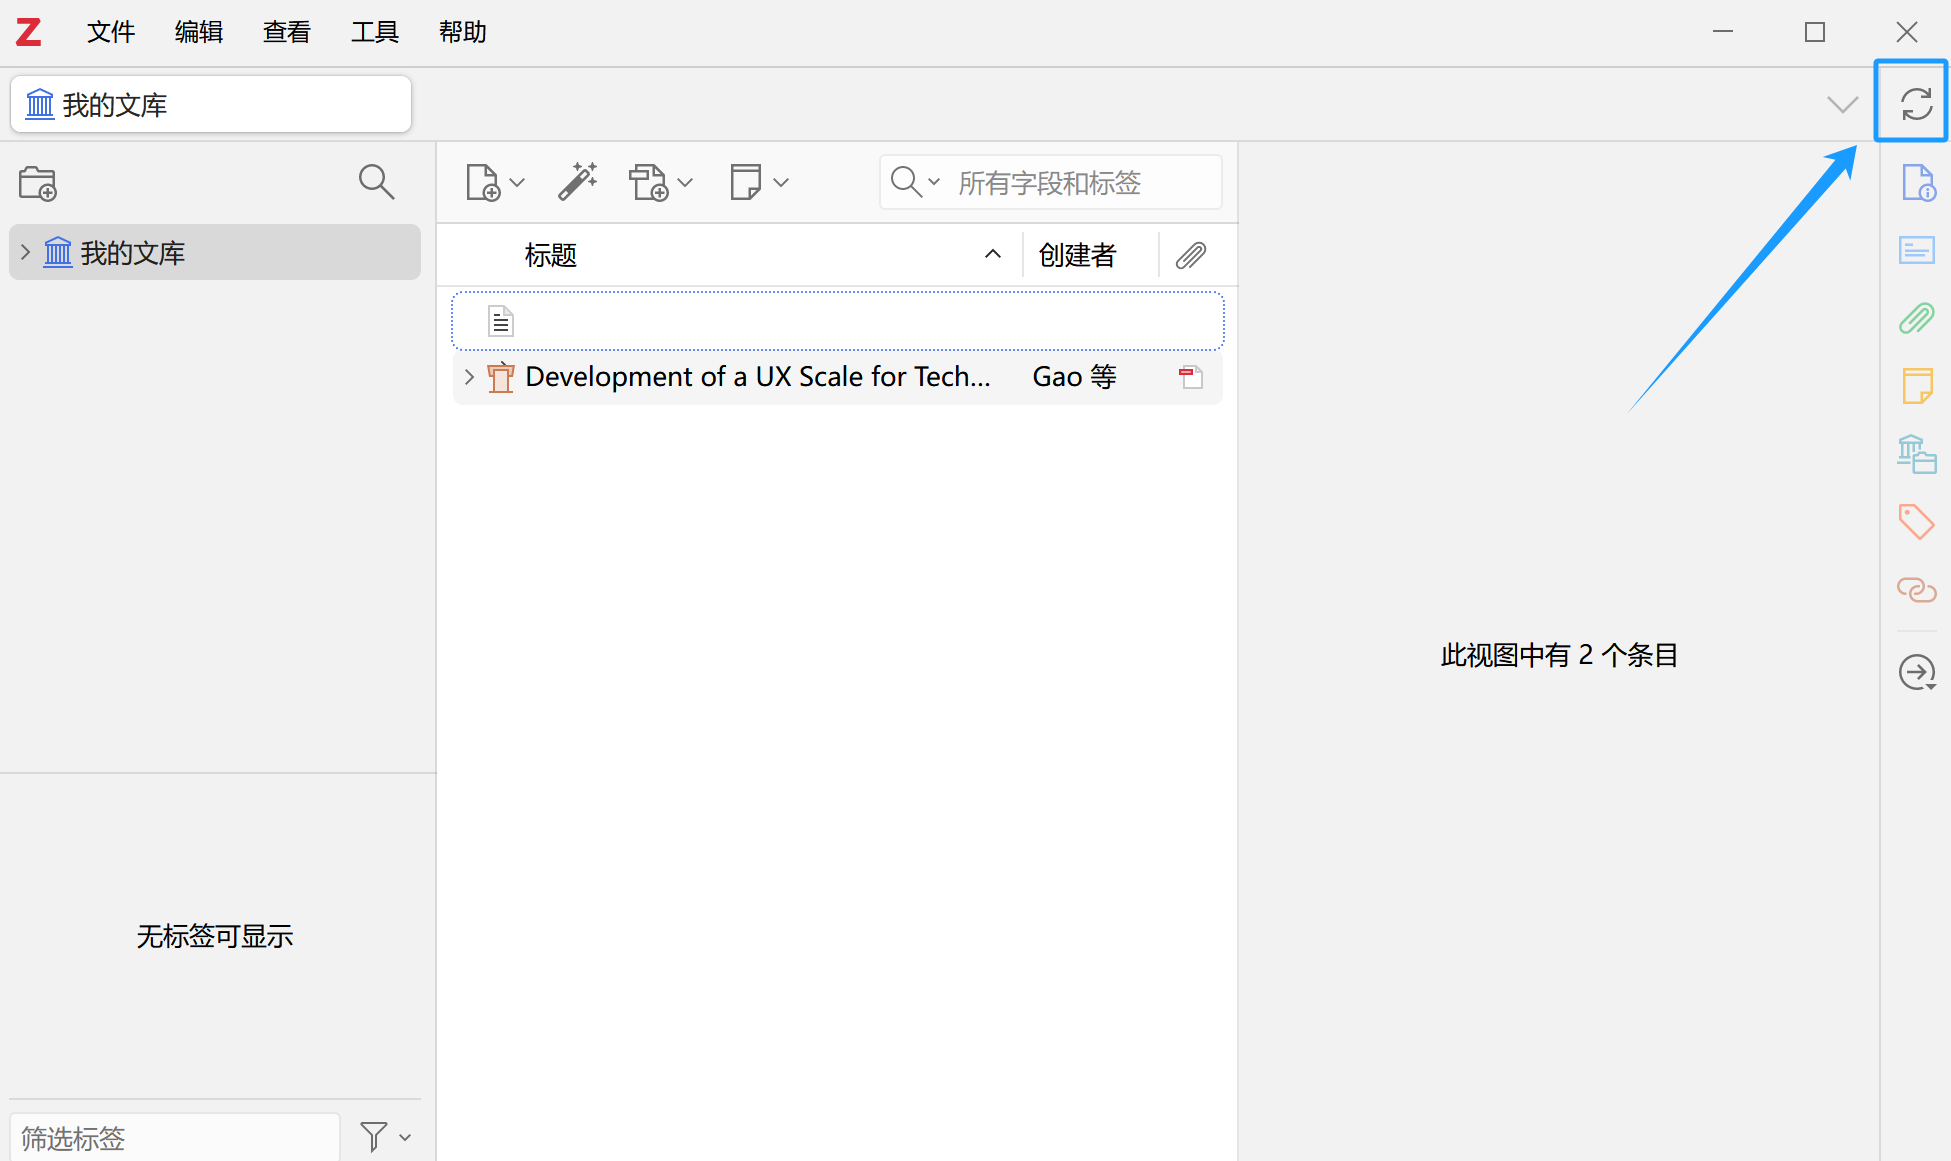 Z 文件 编辑 查看 工具 帮助
我的文库
所有字段和标签
我的文库
标题 创建者
Development of a UX Scale for Tech... Gao 等
此视图中有 2 个条目
无标签可显示
筛选标签